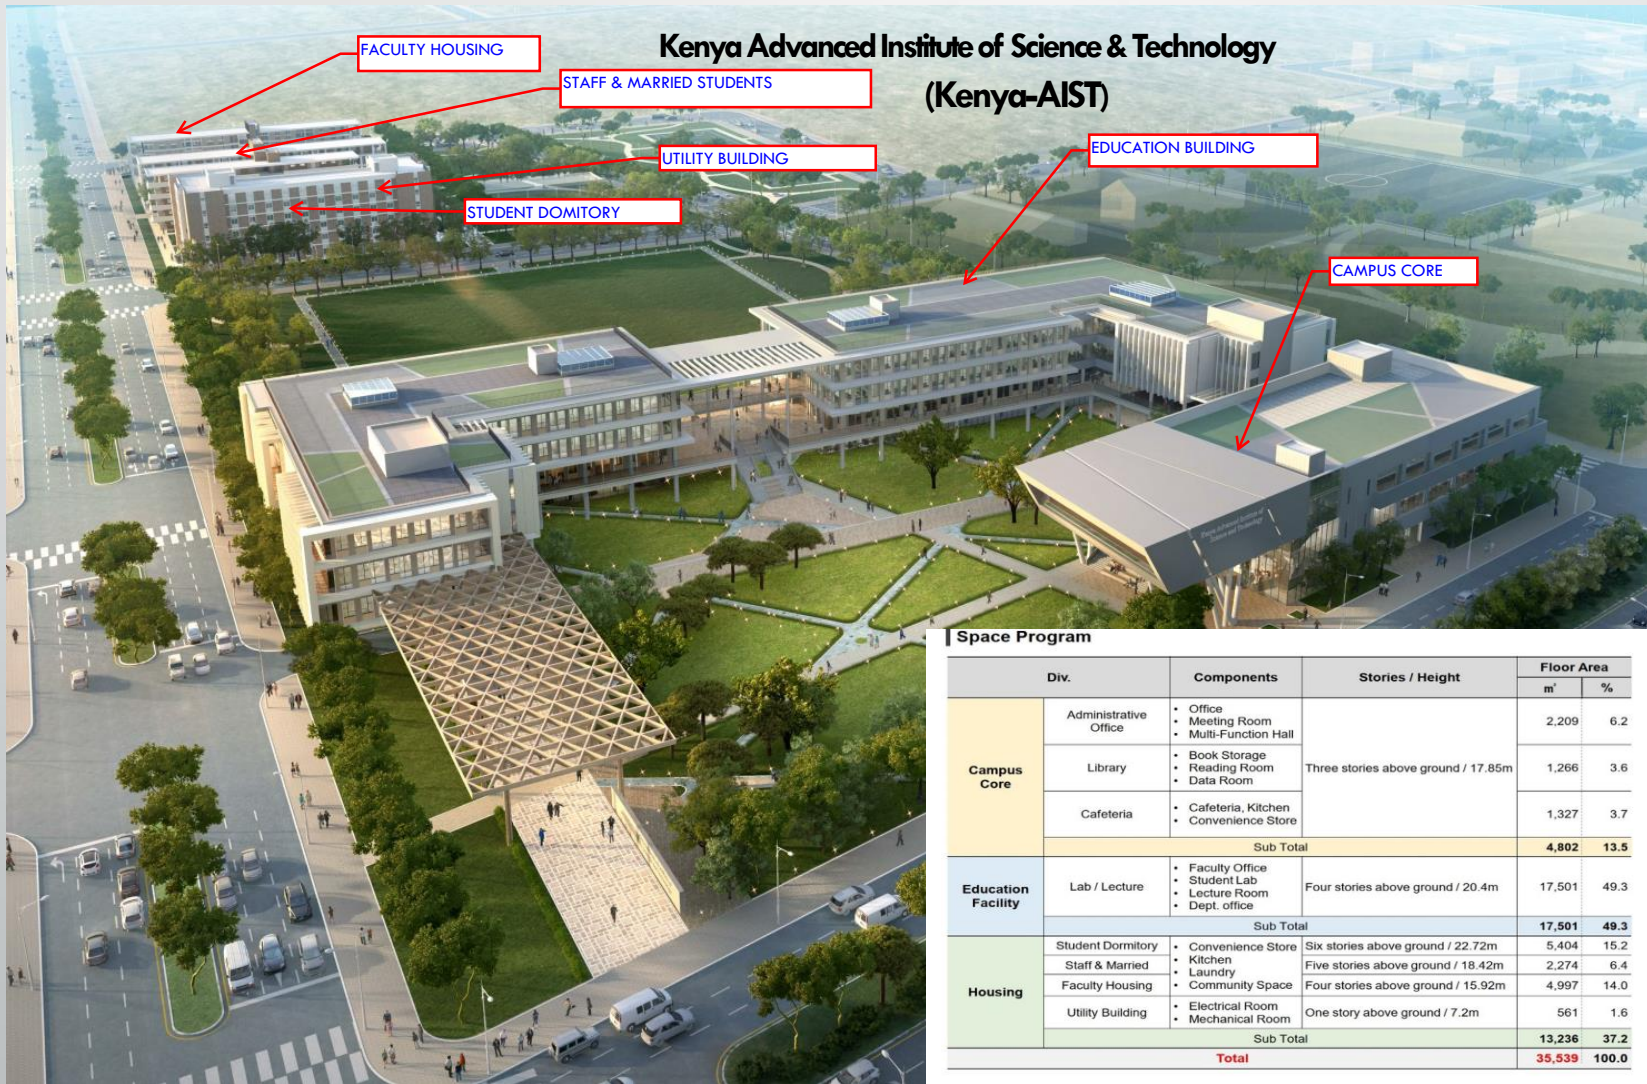 Kenya Advanced Institute of Science & Technology
(Kenya-AIST)
FACULTY HOUSING
STAFF & MARRIED STUDENTS
UTILITY BUILDING
STUDENT DOMITORY
EDUCATION BUILDING
CAMPUS CORE
Kenya Advanced Institute of
Science and Technology
Space Program
Div. Components Stories / Height Floor Area
m² %
Campus Core
Administrative Office
• Office
• Meeting Room
• Multi-Function Hall
2,209 6.2
Library
• Book Storage
• Reading Room
• Data Room
Three stories above ground / 17.85m
1,266 3.6
Cafeteria
• Cafeteria, Kitchen
• Convenience Store
1,327 3.7
Sub Total 4,802 13.5
Education Facility
Lab / Lecture
• Faculty Office
• Student Lab
• Lecture Room
• Dept. office
Four stories above ground / 20.4m
17,501 49.3
Sub Total 17,501 49.3
Housing
Student Dormitory
• Convenience Store
• Kitchen
• Laundry
• Community Space
Six stories above ground / 22.72m
5,404 15.2
Staff & Married
Five stories above ground / 18.42m
2,274 6.4
Faculty Housing
Four stories above ground / 15.92m
4,997 14.0
Utility Building
• Electrical Room
• Mechanical Room
One story above ground / 7.2m
561 1.6
Sub Total 13,236 37.2
Total 35,539 100.0